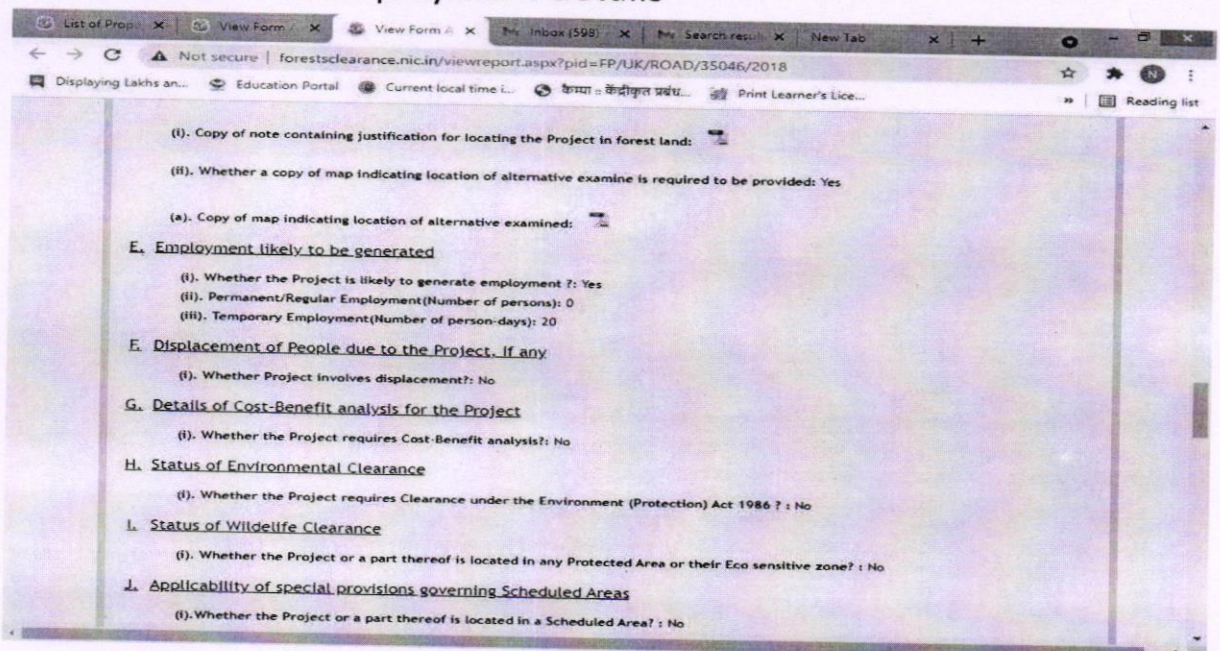 List of Prop
View Form
View Form A
Inbox (598)
Search resul
New Tab
Not secure | forestsclearance.nic.in/viewreport.aspx?pid=FP/UK/ROAD/35046/2018
N
Displaying Lakhs an...
Education Portal
Current local time i...
कैम्पा :: केंद्रीकृत प्रबंध...
Print Learner's Lice...
»
Reading list
(i). Copy of note containing justification for locating the Project in forest land:
(ii). Whether a copy of map indicating location of alternative examine is required to be provided: Yes
(a). Copy of map indicating location of alternative examined:
E. Employment likely to be generated
(i). Whether the Project is likely to generate employment ?: Yes
(ii). Permanent/Regular Employment(Number of persons): 0
(iii). Temporary Employment(Number of person-days): 20
F. Displacement of People due to the Project, if any
(i). Whether Project involves displacement?: No
G. Details of Cost-Benefit analysis for the Project
(i). Whether the Project requires Cost-Benefit analysis?: No
H. Status of Environmental Clearance
(i). Whether the Project requires Clearance under the Environment (Protection) Act 1986 ? : No
I. Status of Wildelife Clearance
(i). Whether the Project or a part thereof is located in any Protected Area or their Eco sensitive zone? : No
J. Applicability of special provisions governing Scheduled Areas
(i). Whether the Project or a part thereof is located in a Scheduled Area? : No